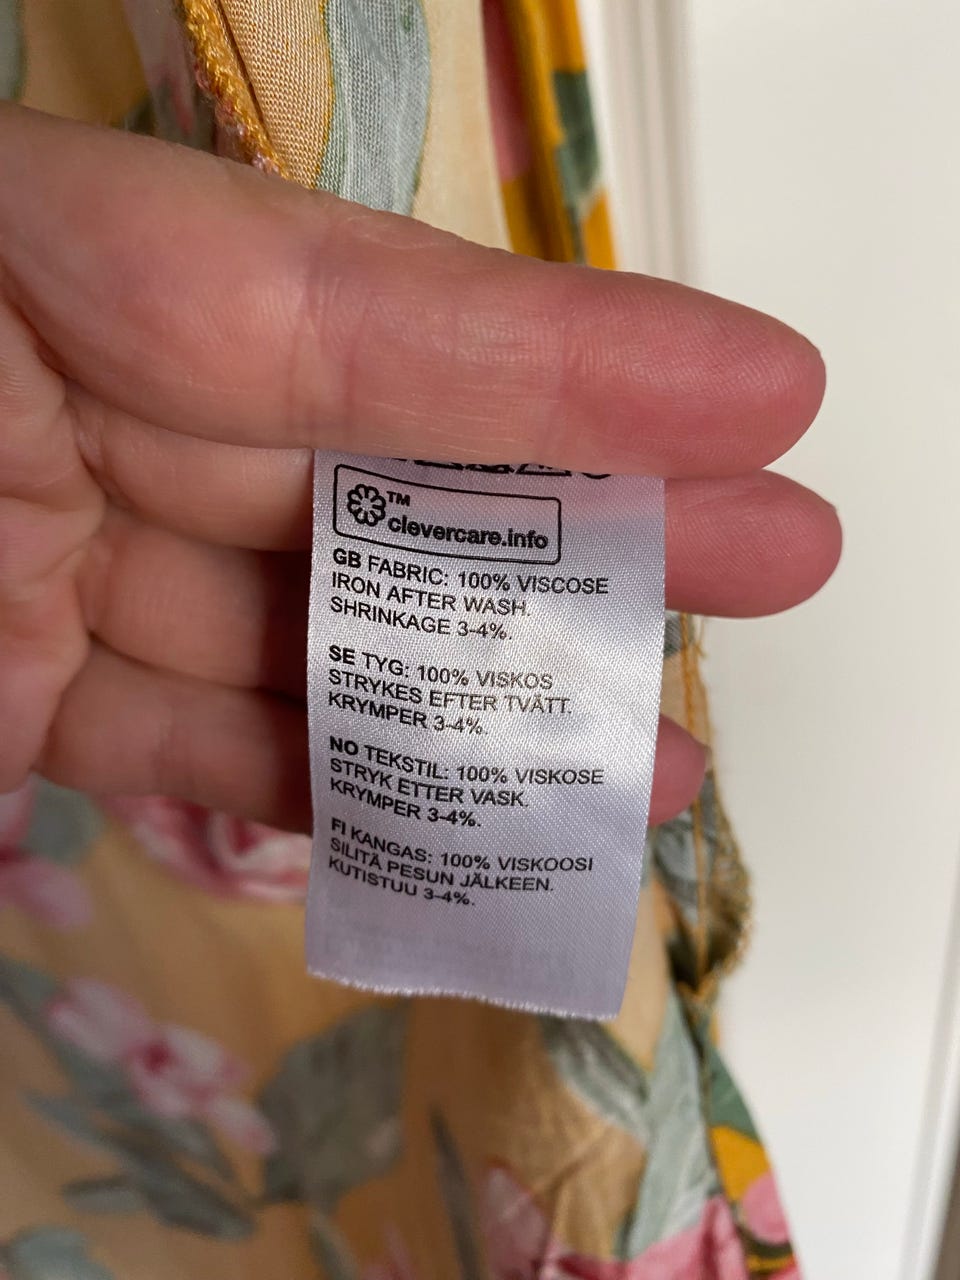 TM
clevercare.info
GB FABRIC: 100% VISCOSE
IRON AFTER WASH.
SHRINKAGE 3-4%.
SE TYG: 100% VISKOS
STRYKES EFTER TVÄTT.
KRYMPER 3-4%.
NO TEKSTIL: 100% VISKOSE
STRYK ETTER VASK.
KRYMPER 3-4%.
FI KANGAS: 100% VISKOOSI
SILITÄ PESUN JÄLKEEN.
KUTISTUU 3-4%.